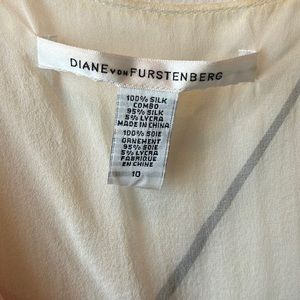 DIANE VON FURSTENBERG
100% SILK
COMBO
95% SILK
5% LYCRA
MADE IN CHINA
100% SOIE
ORNEMENT
95% SOIE
5% LYCRA
FABRIQUE
EN CHINE
10